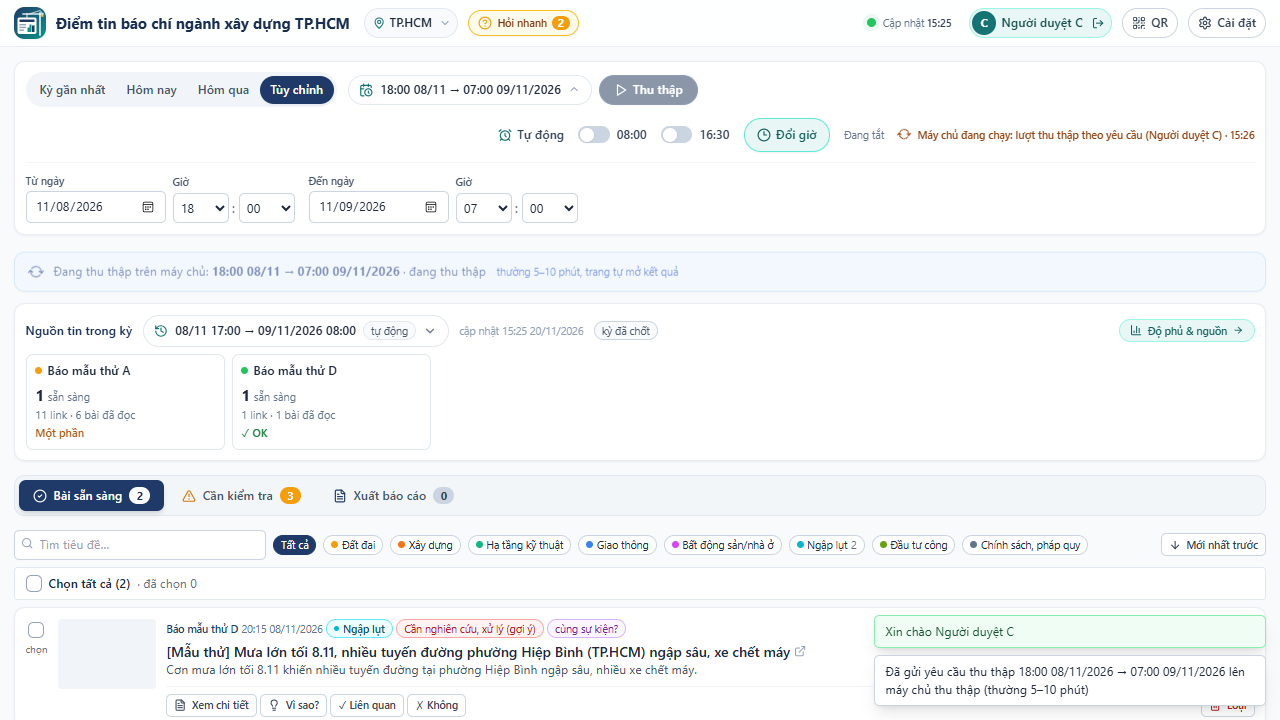 Điểm tin báo chí ngành xây dựng TP.HCM
TP.HCM
Hỏi nhanh 2
Cập nhật 15:25
C Người duyệt C
QR
Cài đặt
Kỳ gần nhất Hôm nay Hôm qua Tùy chỉnh
18:00 08/11 → 07:00 09/11/2026
Thu thập
Tự động 08:00 16:30
Đổi giờ
Đang tắt
Máy chủ đang chạy: lượt thu thập theo yêu cầu (Người duyệt C) · 15:26
Từ ngày Giờ Đến ngày Giờ
11/08/2026 18 : 00 11/09/2026 07 : 00
Đang thu thập trên máy chủ: 18:00 08/11 → 07:00 09/11/2026 · đang thu thập thường 5–10 phút, trang tự mở kết quả
Nguồn tin trong kỳ 08/11 17:00 → 09/11/2026 08:00 tự động cập nhật 15:25 20/11/2026 kỳ đã chốt Độ phủ & nguồn →
Báo mẫu thử A
1 sẵn sàng
11 link · 6 bài đã đọc
Một phần
Báo mẫu thử D
1 sẵn sàng
1 link · 1 bài đã đọc
✓ OK
Bài sẵn sàng 2
Cần kiểm tra 3
Xuất báo cáo 0
Tìm tiêu đề...
Tất cả Đất đai Xây dựng Hạ tầng kỹ thuật Giao thông Bất động sản/nhà ở Ngập lụt 2 Đầu tư công Chính sách, pháp quy
↓ Mới nhất trước
Chọn tất cả (2) · đã chọn 0
chọn
Báo mẫu thử D 20:15 08/11/2026 Ngập lụt Cần nghiên cứu, xử lý (gợi ý) cùng sự kiện?
[Mẫu thử] Mưa lớn tối 8.11, nhiều tuyến đường phường Hiệp Bình (TP.HCM) ngập sâu, xe chết máy
Cơn mưa lớn tối 8.11 khiến nhiều tuyến đường tại phường Hiệp Bình ngập sâu, nhiều xe chết máy.
Xem chi tiết Vì sao? ✓ Liên quan ✗ Không
Loại
Xin chào Người duyệt C
Đã gửi yêu cầu thu thập 18:00 08/11/2026 → 07:00 09/11/2026 lên
máy chủ thu thập (thường 5–10 phút)